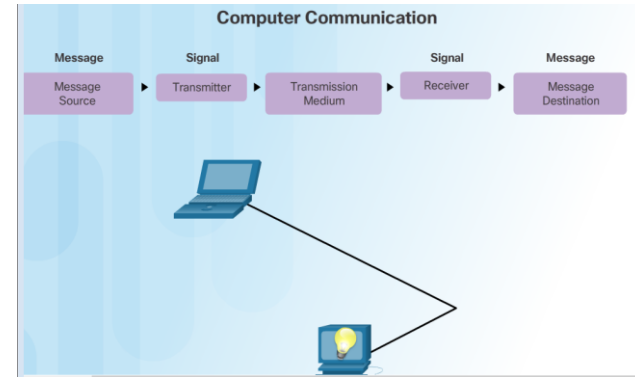 Computer Communication
Message
Signal
Signal
Message
Message
Source
Transmitter
Transmission
Medium
Receiver
Message
Destination